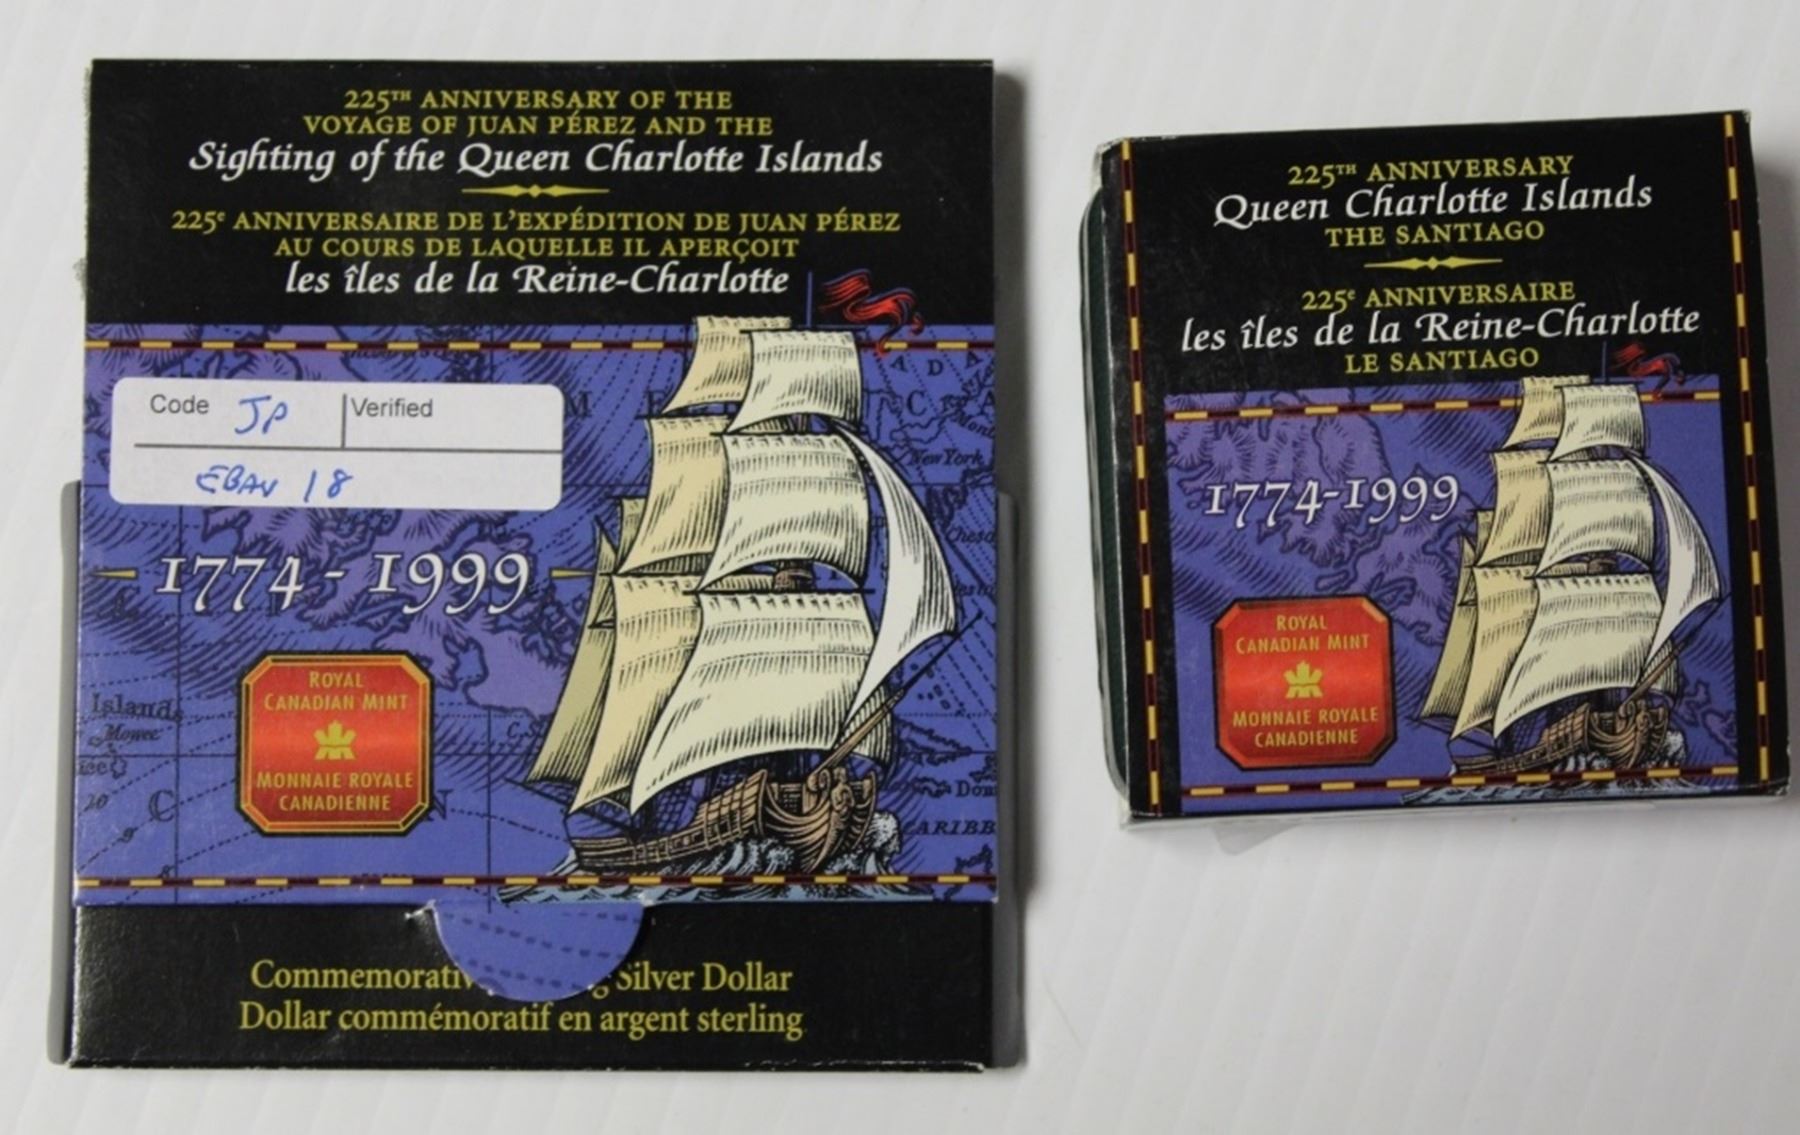 225TH ANNIVERSARY OF THE
VOYAGE OF JUAN PÉREZ AND THE
Sighting of the Queen Charlotte Islands
225e ANNIVERSAIRE DE L'EXPÉDITION DE JUAN PÉREZ
AU COURS DE LAQUELLE IL APERÇOIT
les îles de la Reine-Charlotte
Code JP Verified
EBAY 18
1774 - 1999
New York
Islands
ROYAL
CANADIAN MINT
MONNAIE ROYALE
CANADIENNE
Silver Dollar
Dollar commémoratif en argent sterling
225TH ANNIVERSARY
Queen Charlotte Islands
THE SANTIAGO
225e ANNIVERSAIRE
les îles de la Reine-Charlotte
LE SANTIAGO
1774-1999
ROYAL
CANADIAN MINT
MONNAIE ROYALE
CANADIENNE